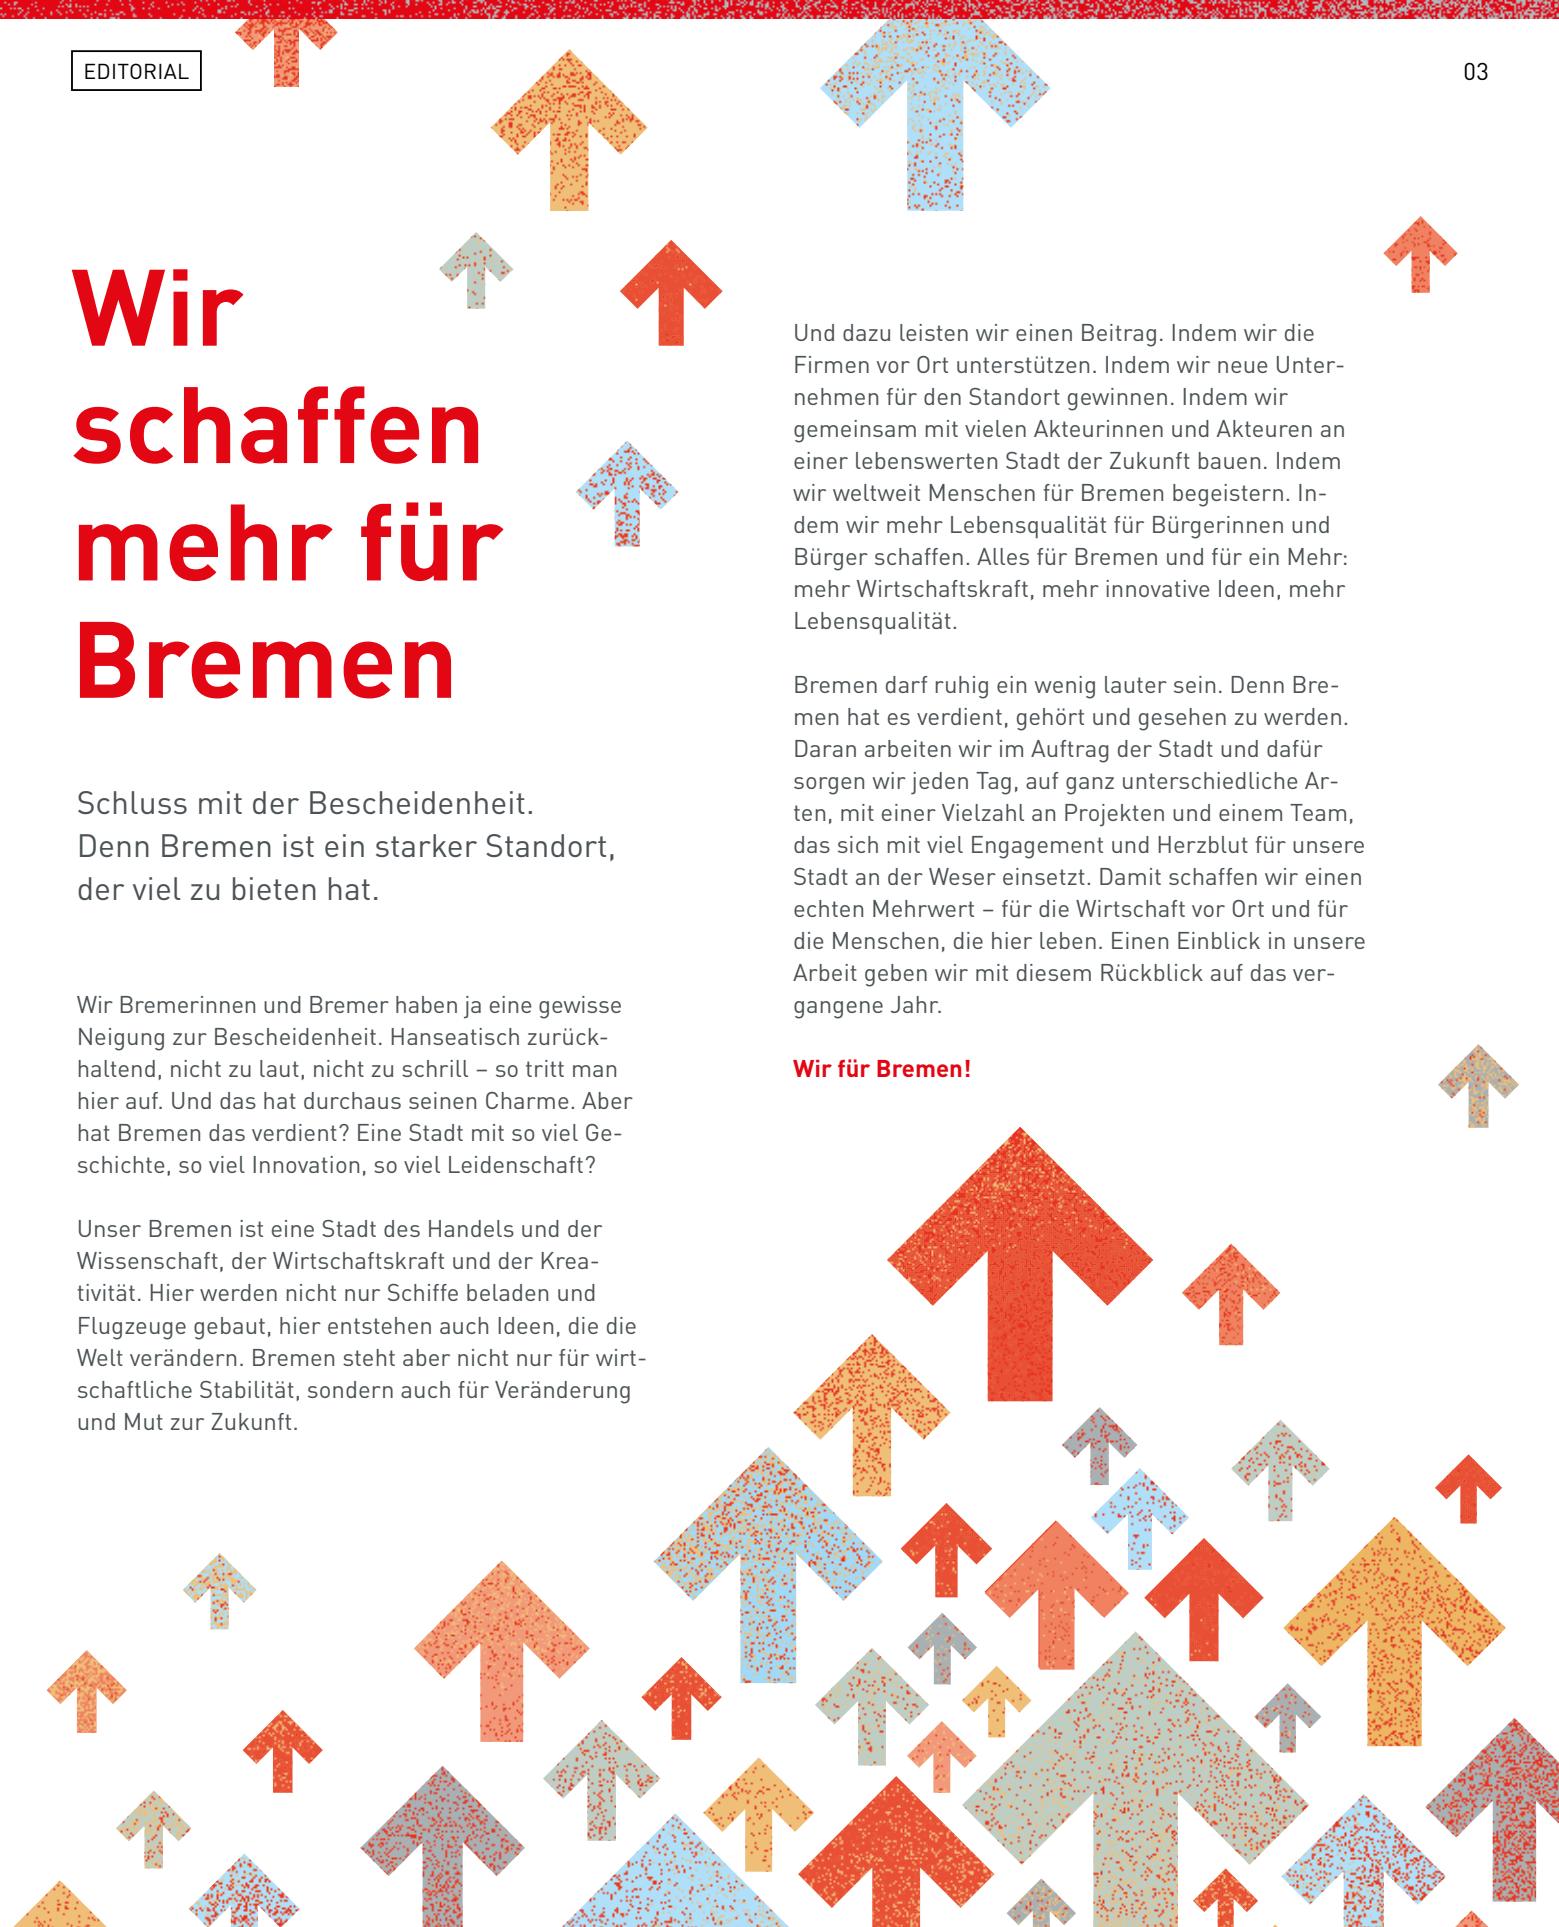 EDITORIAL
03
Wir
schaffen
mehr für
Bremen
Schluss mit der Bescheidenheit.
Denn Bremen ist ein starker Standort,
der viel zu bieten hat.
Wir Bremerinnen und Bremer haben ja eine gewisse
Neigung zur Bescheidenheit. Hanseatisch zurück-
haltend, nicht zu laut, nicht zu schrill – so tritt man
hier auf. Und das hat durchaus seinen Charme. Aber
hat Bremen das verdient? Eine Stadt mit so viel Ge-
schichte, so viel Innovation, so viel Leidenschaft?
Unser Bremen ist eine Stadt des Handels und der
Wissenschaft, der Wirtschaftskraft und der Krea-
tivität. Hier werden nicht nur Schiffe beladen und
Flugzeuge gebaut, hier entstehen auch Ideen, die die
Welt verändern. Bremen steht aber nicht nur für wirt-
schaftliche Stabilität, sondern auch für Veränderung
und Mut zur Zukunft.
Und dazu leisten wir einen Beitrag. Indem wir die
Firmen vor Ort unterstützen. Indem wir neue Unter-
nehmen für den Standort gewinnen. Indem wir
gemeinsam mit vielen Akteurinnen und Akteuren an
einer lebenswerten Stadt der Zukunft bauen. Indem
wir weltweit Menschen für Bremen begeistern. In-
dem wir mehr Lebensqualität für Bürgerinnen und
Bürger schaffen. Alles für Bremen und für ein Mehr:
mehr Wirtschaftskraft, mehr innovative Ideen, mehr
Lebensqualität.
Bremen darf ruhig ein wenig lauter sein. Denn Bre-
men hat es verdient, gehört und gesehen zu werden.
Daran arbeiten wir im Auftrag der Stadt und dafür
sorgen wir jeden Tag, auf ganz unterschiedliche Ar-
ten, mit einer Vielzahl an Projekten und einem Team,
das sich mit viel Engagement und Herzblut für unsere
Stadt an der Weser einsetzt. Damit schaffen wir einen
echten Mehrwert – für die Wirtschaft vor Ort und für
die Menschen, die hier leben. Einen Einblick in unsere
Arbeit geben wir mit diesem Rückblick auf das ver-
gangene Jahr.
Wir für Bremen!